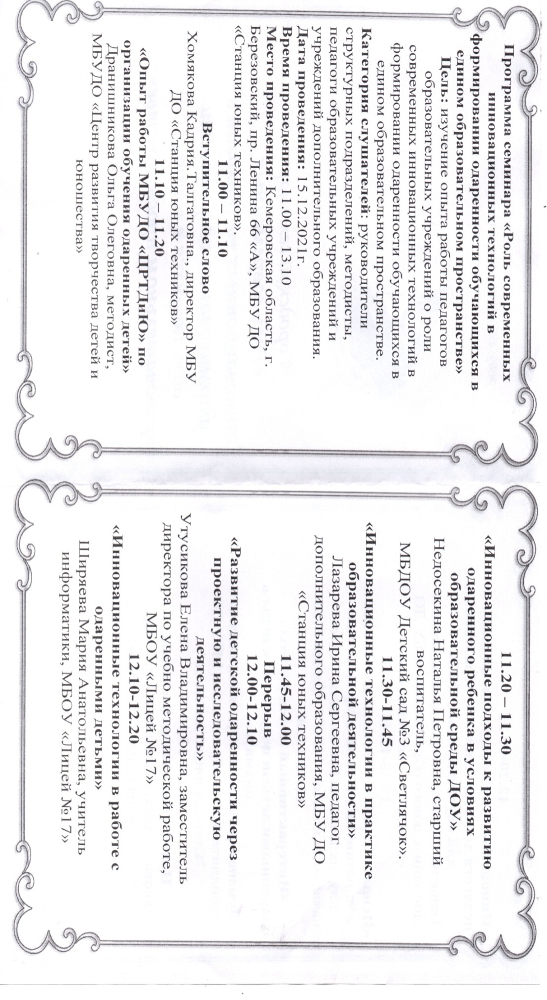 Программа семинара «Роль современных
инновационных технологий в
формировании одаренности обучающихся в
едином образовательном пространстве»
Цель: изучение опыта работы педагогов
образовательных учреждений о роли
современных инновационных технологий в
формировании одаренности обучающихся в
едином образовательном пространстве.
Категория слушателей: руководители
структурных подразделений, методисты,
педагоги образовательных учреждений и
учреждений дополнительного образования.
Дата проведения: 15.12.2021г.
Время проведения: 11.00 – 13.10
Место проведения: Кемеровская область, г.
Березовский, пр. Ленина 66 «А», МБУ ДО
«Станция юных техников».
11.00 – 11.10
Вступительное слово
Хомякова Кадрия.Талгатовна., директор МБУ
ДО «Станция юных техников»
11.10 – 11.20
«Опыт работы МБУДО «ЦРТДиЮ» по
организации обучения одаренных детей»
Дранишникова Ольга Олеговна, методист,
МБУДО «Центр развития творчества детей и
юношества»
11.20 – 11.30
«Инновационные подходы к развитию
одаренного ребенка в условиях
образовательной среды ДОУ»
Недосекина Наталья Петровна, старший
воспитатель,
МБДОУ Детский сад №3 «Светлячок».
11.30-11.45
«Инновационные технологии в практике
образовательной деятельности»
Лазарева Ирина Сергеевна, педагог
дополнительного образования, МБУ ДО
«Станция юных техников»
11.45-12.00
Перерыв
12.00-12.10
«Развитие детской одаренности через
проектную и исследовательскую
деятельность»
Утусикова Елена Владимировна, заместитель
директора по учебно методической работе,
МБОУ «Лицей №17»
12.10-12.20
«Инновационные технологии в работе с
одаренными детьми»
Ширяева Мария Анатольевна, учитель
информатики, МБОУ «Лицей №17»